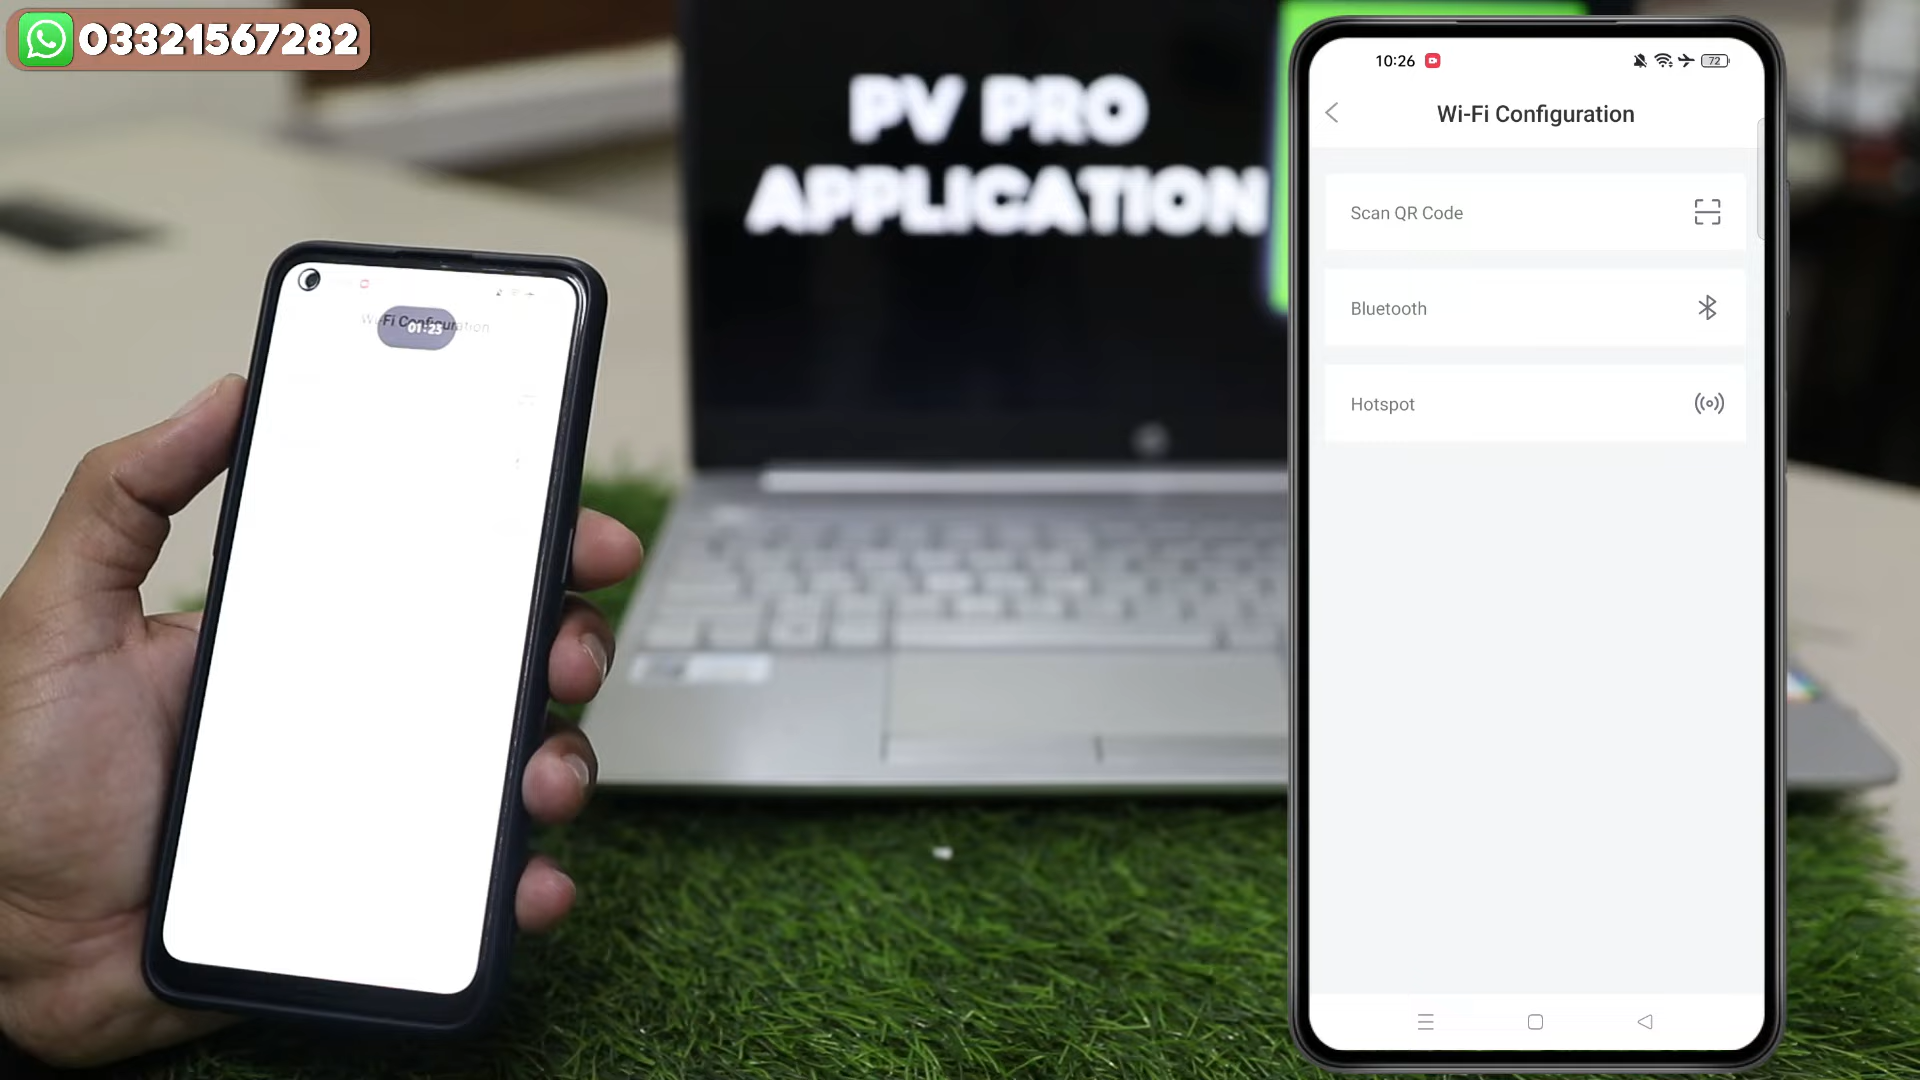 03321567282
PV PRO
APPLICATION
Wi-Fi Configuration
01:23
10:26
72
Wi-Fi Configuration
Scan QR Code
Bluetooth
Hotspot